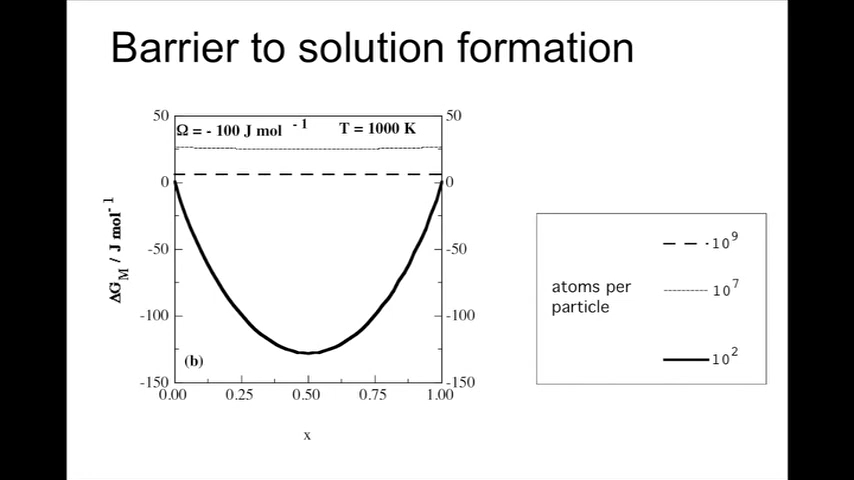 Barrier to solution formation
50 50
Ω = - 100 J mol - 1 T = 1000 K
0 0
-50 -50
ΔG M / J mol - 1
-100 -100
(b)
-150 -150
0.00 0.25 0.50 0.75 1.00
x
10 9
atoms per
particle
10 7
10 2